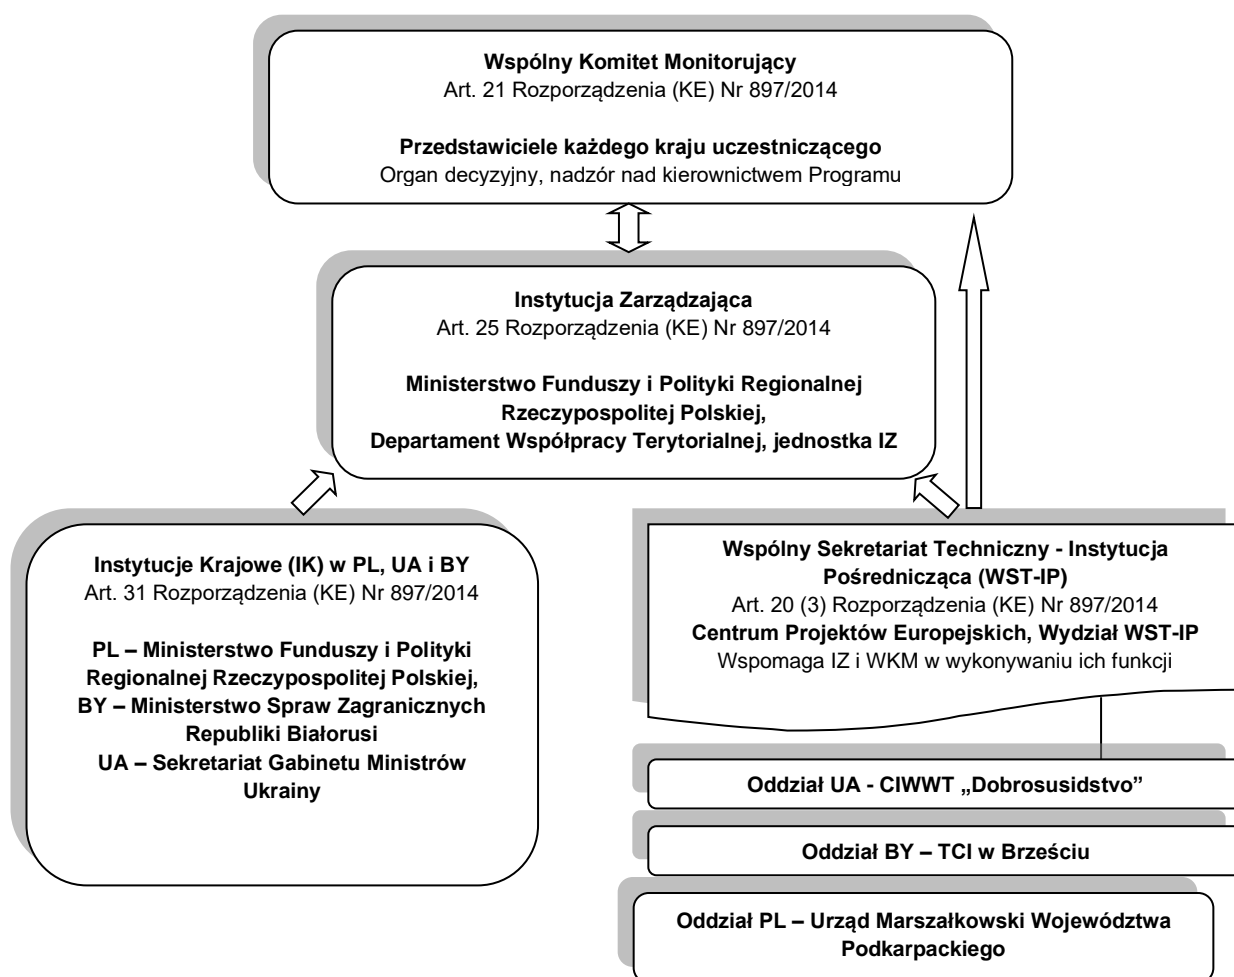 Wspólny Komitet Monitorujący
Art. 21 Rozporządzenia (KE) Nr 897/2014
Przedstawiciele każdego kraju uczestniczącego
Organ decyzyjny, nadzór nad kierownictwem Programu
Instytucja Zarządzająca
Art. 25 Rozporządzenia (KE) Nr 897/2014
Ministerstwo Funduszy i Polityki Regionalnej
Rzeczypospolitej Polskiej,
Departament Współpracy Terytorialnej, jednostka IZ
Instytucje Krajowe (IK) w PL, UA i BY
Art. 31 Rozporządzenia (KE) Nr 897/2014
PL – Ministerstwo Funduszy i Polityki
Regionalnej Rzeczypospolitej Polskiej,
BY – Ministerstwo Spraw Zagranicznych
Republiki Białorusi
UA – Sekretariat Gabinetu Ministrów
Ukrainy
Wspólny Sekretariat Techniczny - Instytucja
Pośrednicząca (WST-IP)
Art. 20 (3) Rozporządzenia (KE) Nr 897/2014
Centrum Projektów Europejskich, Wydział WST-IP
Wspomaga IZ i WKM w wykonywaniu ich funkcji
Oddział UA - CIWWT „Dobrosusidstvo”
Oddział BY – TCI w Brześciu
Oddział PL – Urząd Marszałkowski Województwa
Podkarpackiego